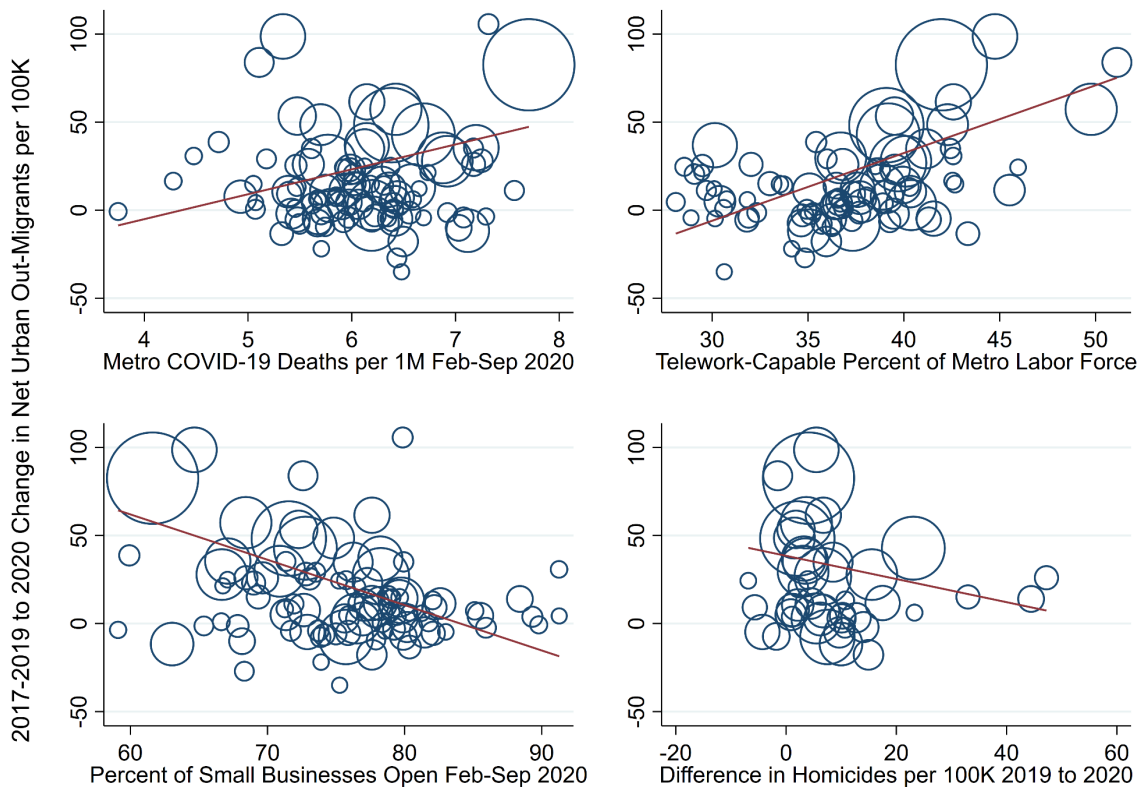 2017-2019 to 2020 Change in Net Urban Out-Migrants per 100K
100
50
0
-50
4 5 6 7 8
Metro COVID-19 Deaths per 1M Feb-Sep 2020
100
50
0
-50
30 35 40 45 50
Telework-Capable Percent of Metro Labor Force
100
50
0
-50
60 70 80 90
Percent of Small Businesses Open Feb-Sep 2020
100
50
0
-50
-20 0 20 40 60
Difference in Homicides per 100K 2019 to 2020